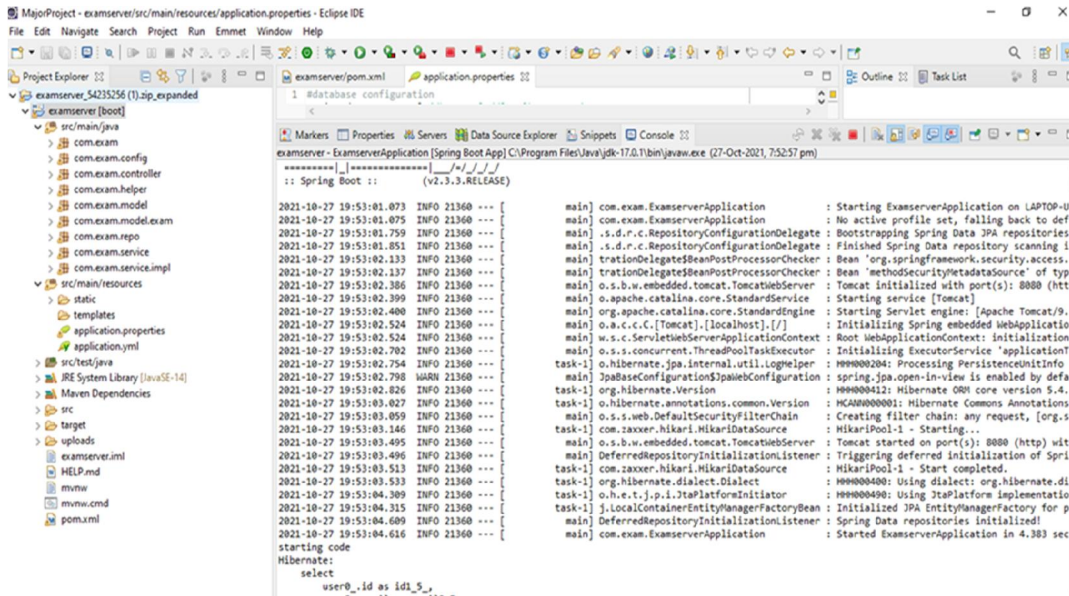 MajorProject - examserver/src/main/resources/application.properties - Eclipse IDE
File Edit Navigate Search Project Run Emmet Window Help
Project Explorer
examserver/pom.xml
application.properties
Outline
Task List
examserver_54235256 (1).zip_expanded
examserver [boot]
src/main/java
com.exam
com.exam.config
com.exam.controller
com.exam.helper
com.exam.model
com.exam.model.exam
com.exam.repo
com.exam.service
com.exam.service.impl
src/main/resources
static
templates
application.properties
application.yml
src/test/java
JRE System Library [JavaSE-14]
Maven Dependencies
src
target
uploads
examserver.iml
HELP.md
mvnw
mvnw.cmd
pom.xml
1 #database configuration
Markers Properties Servers Data Source Explorer Snippets Console
examserver - ExamserverApplication [Spring Boot App] C:\Program Files\Java\jdk-17.0.1\bin\javaw.exe (27-Oct-2021, 7:52:57 pm)
=========|_|==============|___/=/_/_/_/
:: Spring Boot :: (v2.3.3.RELEASE)
2021-10-27 19:53:01.073 INFO 21360 --- [ main] com.exam.ExamserverApplication : Starting ExamserverApplication on LAPTOP-U
2021-10-27 19:53:01.075 INFO 21360 --- [ main] com.exam.ExamserverApplication : No active profile set, falling back to def
2021-10-27 19:53:01.759 INFO 21360 --- [ main] .s.d.r.c.RepositoryConfigurationDelegate : Bootstrapping Spring Data JPA repositories
2021-10-27 19:53:01.851 INFO 21360 --- [ main] .s.d.r.c.RepositoryConfigurationDelegate : Finished Spring Data repository scanning i
2021-10-27 19:53:02.133 INFO 21360 --- [ main] trationDelegate$BeanPostProcessorChecker : Bean 'org.springframework.security.access.
2021-10-27 19:53:02.137 INFO 21360 --- [ main] trationDelegate$BeanPostProcessorChecker : Bean 'methodSecurityMetadataSource' of typ
2021-10-27 19:53:02.386 INFO 21360 --- [ main] o.s.b.w.embedded.tomcat.TomcatWebServer : Tomcat initialized with port(s): 8080 (htt
2021-10-27 19:53:02.399 INFO 21360 --- [ main] o.apache.catalina.core.StandardService : Starting service [Tomcat]
2021-10-27 19:53:02.400 INFO 21360 --- [ main] org.apache.catalina.core.StandardEngine : Starting Servlet engine: [Apache Tomcat/9.
2021-10-27 19:53:02.524 INFO 21360 --- [ main] o.a.c.c.C.[Tomcat].[localhost].[/] : Initializing Spring embedded WebApplicatio
2021-10-27 19:53:02.524 INFO 21360 --- [ main] w.s.c.ServletWebServerApplicationContext : Root WebApplicationContext: initialization
2021-10-27 19:53:02.702 INFO 21360 --- [ main] o.s.s.concurrent.ThreadPoolTaskExecutor : Initializing ExecutorService 'applicationT
2021-10-27 19:53:02.754 INFO 21360 --- [ task-1] o.hibernate.jpa.internal.util.LogHelper : HHH000204: Processing PersistenceUnitInfo
2021-10-27 19:53:02.798 WARN 21360 --- [ main] JpaBaseConfiguration$JpaWebConfiguration : spring.jpa.open-in-view is enabled by defa
2021-10-27 19:53:02.826 INFO 21360 --- [ task-1] org.hibernate.Version : HHH000412: Hibernate ORM core version 5.4.
2021-10-27 19:53:03.027 INFO 21360 --- [ task-1] o.hibernate.annotations.common.Version : HCANN000001: Hibernate Commons Annotations
2021-10-27 19:53:03.059 INFO 21360 --- [ main] o.s.s.web.DefaultSecurityFilterChain : Creating filter chain: any request, [org.s
2021-10-27 19:53:03.146 INFO 21360 --- [ task-1] com.zaxxer.hikari.HikariDataSource : HikariPool-1 - Starting...
2021-10-27 19:53:03.495 INFO 21360 --- [ main] o.s.b.w.embedded.tomcat.TomcatWebServer : Tomcat started on port(s): 8080 (http) wit
2021-10-27 19:53:03.496 INFO 21360 --- [ main] DeferredRepositoryInitializationListener : Triggering deferred initialization of Spri
2021-10-27 19:53:03.513 INFO 21360 --- [ task-1] com.zaxxer.hikari.HikariDataSource : HikariPool-1 - Start completed.
2021-10-27 19:53:03.533 INFO 21360 --- [ task-1] org.hibernate.dialect.Dialect : HHH000400: Using dialect: org.hibernate.di
2021-10-27 19:53:04.309 INFO 21360 --- [ task-1] o.h.e.t.j.p.i.JtaPlatformInitiator : HHH000490: Using JtaPlatform implementatio
2021-10-27 19:53:04.315 INFO 21360 --- [ task-1] j.LocalContainerEntityManagerFactoryBean : Initialized JPA EntityManagerFactory for p
2021-10-27 19:53:04.609 INFO 21360 --- [ main] DeferredRepositoryInitializationListener : Spring Data repositories initialized!
2021-10-27 19:53:04.616 INFO 21360 --- [ main] com.exam.ExamserverApplication : Started ExamserverApplication in 4.383 sec
starting code
Hibernate:
select
user0_.id as id1_5_,